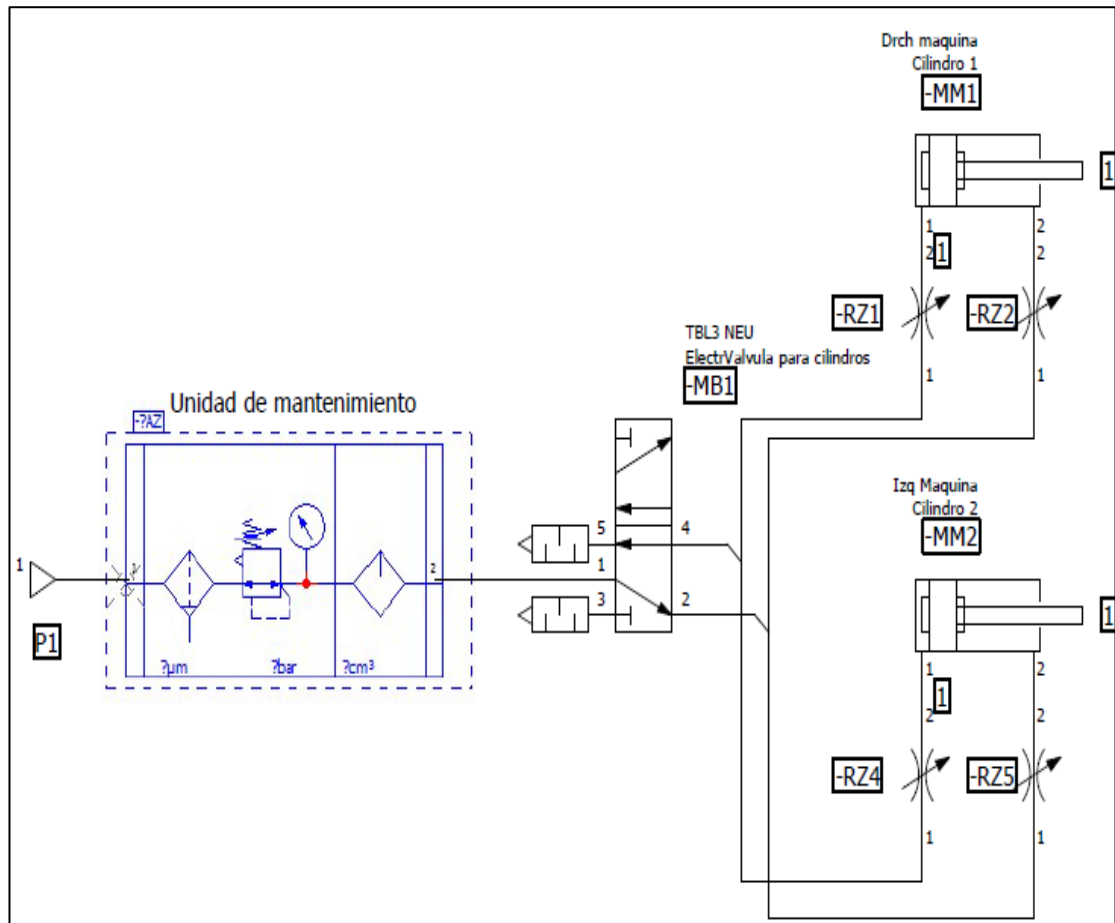 Drch maquina
Cilindro 1
-MM1
1
1 2
2 1 2
-RZ1 -RZ2
TBL3 NEU
ElectrValvula para cilindros
-MB1
1 1
Unidad de mantenimiento
-?AZ
Izq Maquina
Cilindro 2
-MM2
5 4
1 1 2 1
3 2
1
P1
?µm ?bar ?cm³
1 2
1
2 2
-RZ4 -RZ5
1 1